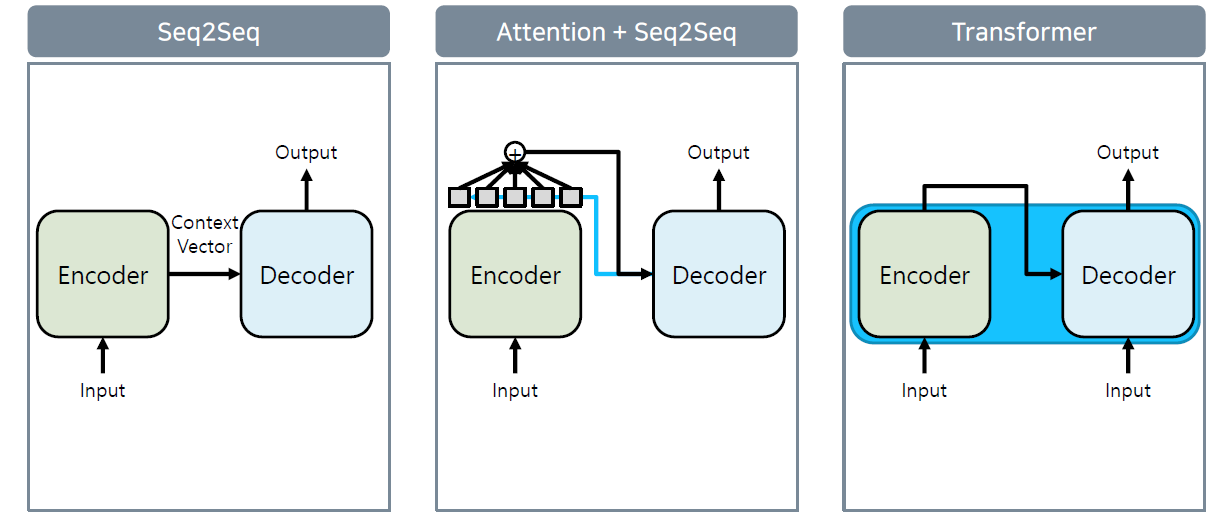 Seq2Seq
Output
Context
Vector
Encoder
Decoder
Input
Attention + Seq2Seq
+
Output
Encoder
Decoder
Input
Transformer
Output
Encoder
Decoder
Input
Input